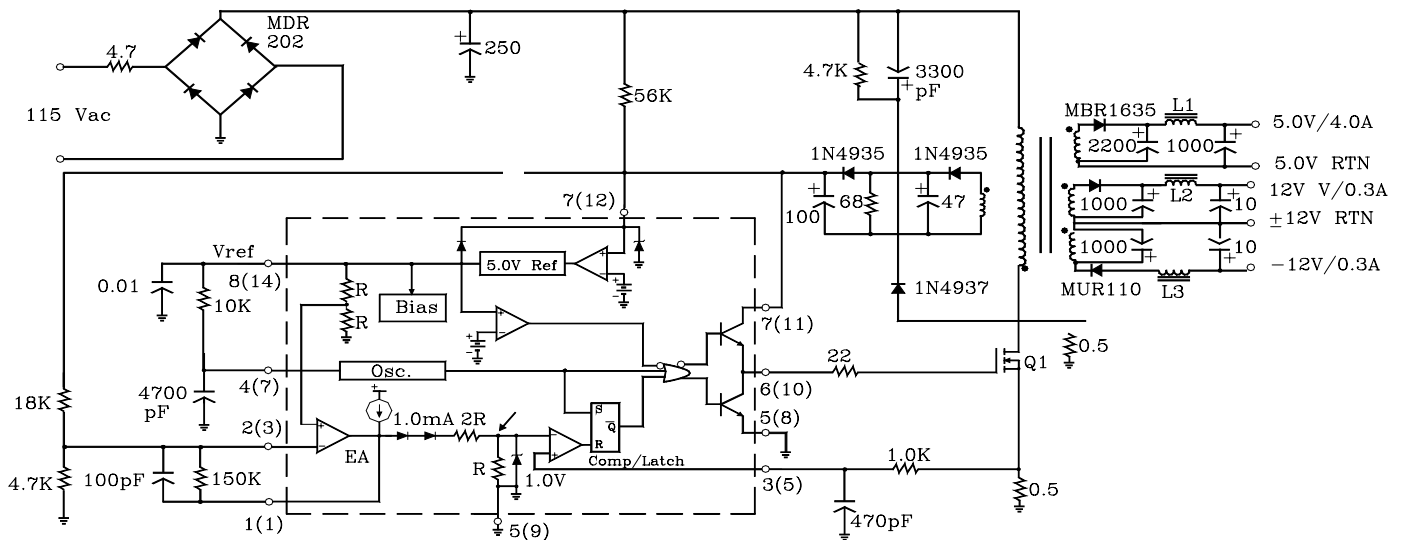 MDR
202
4.7
115 Vac
250
56K
4.7K
3300
pF
MBR1635
L1
5.0V/4.0A
2200
1000
5.0V RTN
1N4935
1N4935
12V V/0.3A
L2
1000
10
±12V RTN
1000
10
−12V/0.3A
MUR110
L3
100
68
47
7(12)
Vref
8(14)
5.0V Ref
0.01
10K
R
R
Bias
1N4937
7(11)
0.5
Q1
22
6(10)
Osc.
4(7)
4700
pF
18K
1.0mA
2R
S
Q
R
5(8)
2(3)
EA
Comp/Latch
1.0K
4.7K
100pF
150K
R
1.0V
3(5)
0.5
470pF
1(1)
5(9)